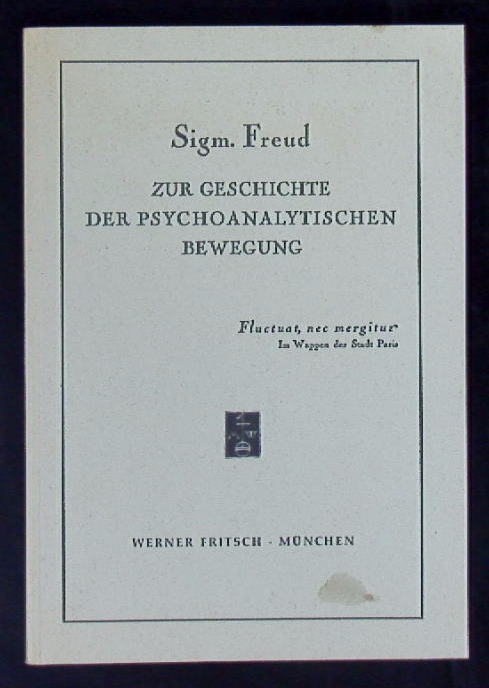 Sigm. Freud
ZUR GESCHICHTE
DER PSYCHOANALYTISCHEN
BEWEGUNG
Fluctuat, nec mergitur
Im Wappen der Stadt Paris
WERNER FRITSCH - MÜNCHEN